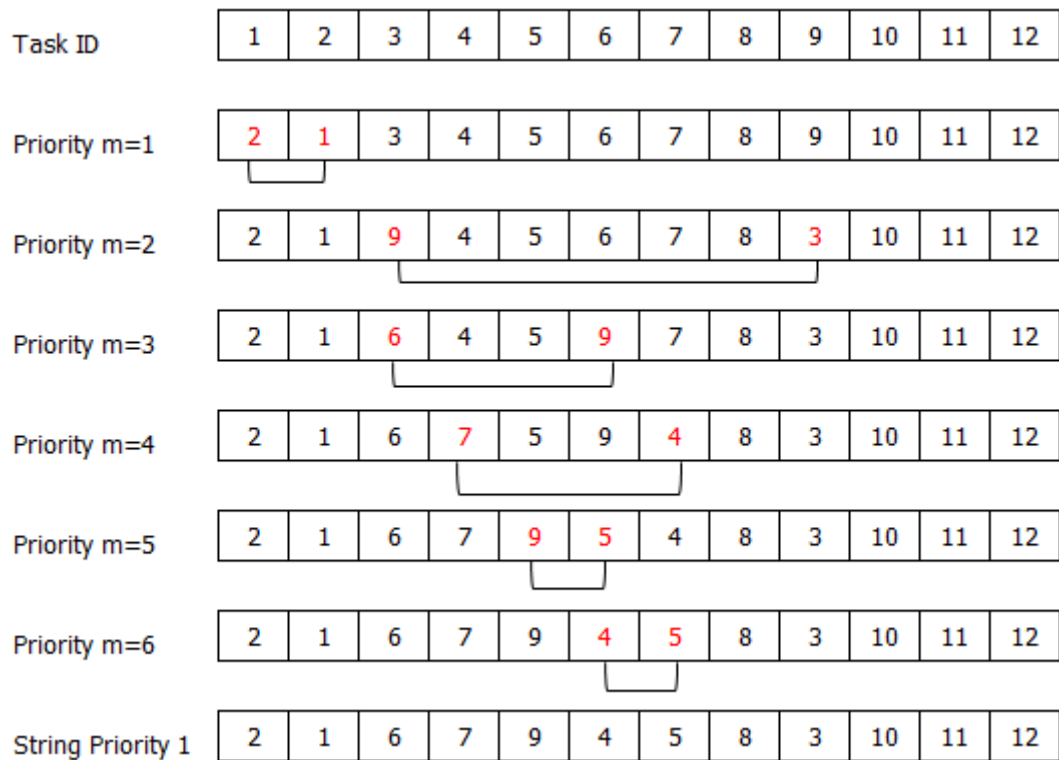 Task ID 1 2 3 4 5 6 7 8 9 10 11 12
Priority m=1 2 1 3 4 5 6 7 8 9 10 11 12
Priority m=2 2 1 9 4 5 6 7 8 3 10 11 12
Priority m=3 2 1 6 4 5 9 7 8 3 10 11 12
Priority m=4 2 1 6 7 5 9 4 8 3 10 11 12
Priority m=5 2 1 6 7 9 5 4 8 3 10 11 12
Priority m=6 2 1 6 7 9 4 5 8 3 10 11 12
String Priority 1 2 1 6 7 9 4 5 8 3 10 11 12